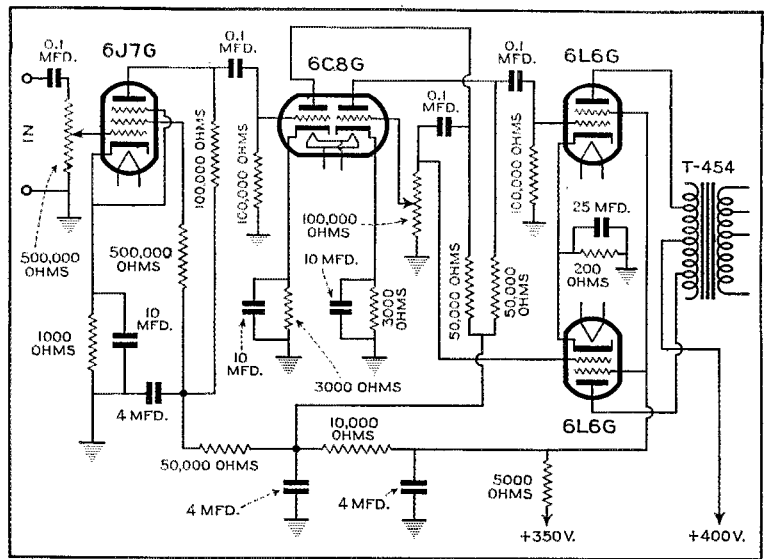 0.1
MFD.
6J7G
0.1
MFD.
6C8G
0.1
MFD.
0.1
MFD.
6L6G
IN
T-454
500,000
OHMS
100,000 OHMS
100,000 OHMS
100,000
OHMS
100,000 OHMS
25 MFD.
200
OHMS
500,000
OHMS
10 MFD.
50,000 OHMS
50,000
OHMS
3000
OHMS
1000
OHMS
10
MFD.
10
MFD.
3000 OHMS
4 MFD.
6L6G
50,000 OHMS
10,000
OHMS
4 MFD.
4 MFD.
5000
OHMS
+350V.
+400V.